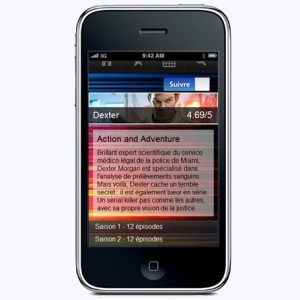 3G 9:42 AM
Suivre
Dexter 4.69/5
Action and Adventure
Brillant expert scientifique du service
médico-légal de la police de Miami,
Dexter Morgan est spécialisé dans
l'analyse de prélèvements sanguins.
Mais voilà, Dexter cache un terrible
secret : il est également tueur en série.
Un serial killer pas comme les autres,
avec sa propre vision de la justice.
Saison 1 - 12 épisodes
Saison 2 - 12 épisodes